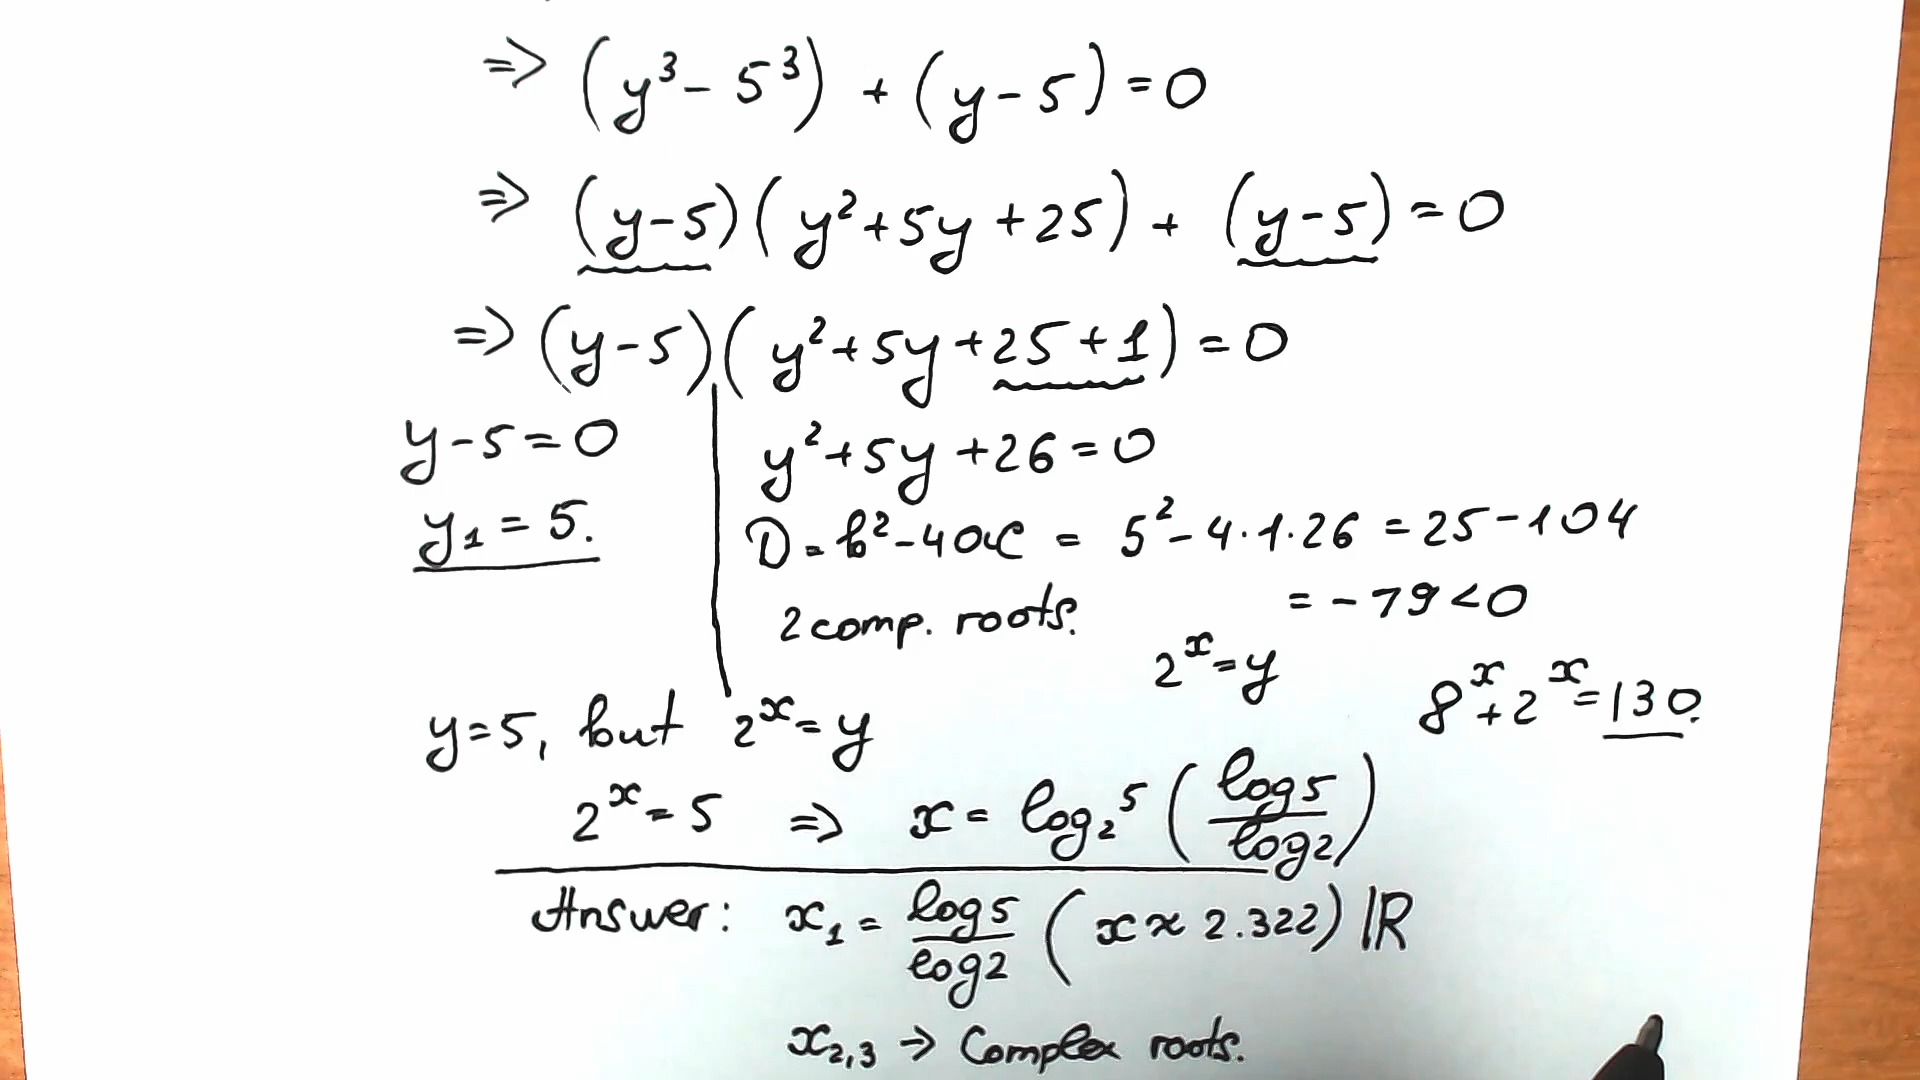 => (y³ - 5³) + (y - 5) = 0
=> (y-5)(y² + 5y + 25) + (y-5) = 0
=> (y-5)(y² + 5y + 25 + 1) = 0
y - 5 = 0
y₁ = 5.
y² + 5y + 26 = 0
D = b² - 4ac = 5² - 4·1·26 = 25 - 104
= -79 < 0
2 comp. roots.
2ˣ = y
8ˣ + 2ˣ = 130.
y = 5, but 2ˣ = y
2ˣ = 5 => x = log₂5 (log5/log2)
Answer: x₁ = log5/log2 (x ≈ 2.322) ℝ
x₂,₃ → Complex roots.